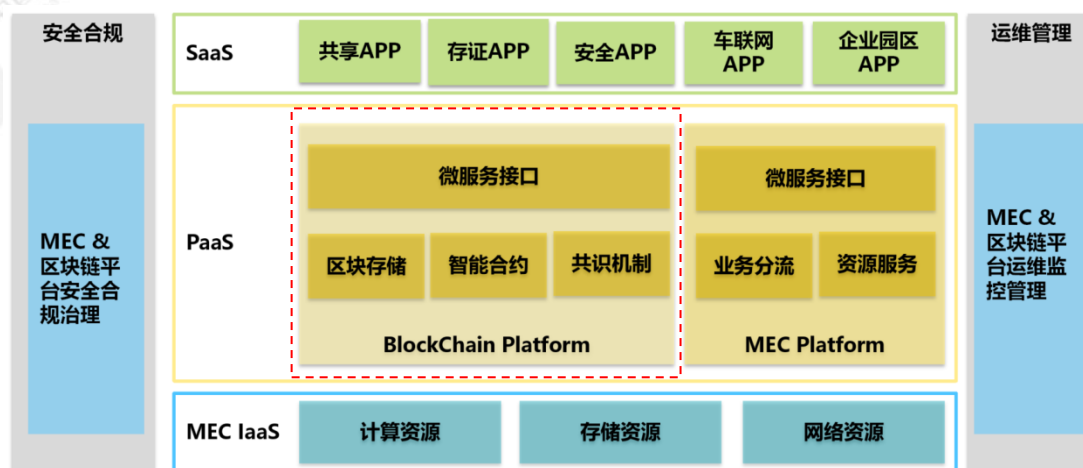 安全合规
MEC &
区块链平
台安全合
规治理
SaaS
共享APP
存证APP
安全APP
车联网
APP
企业园区
APP
PaaS
微服务接口
区块存储
智能合约
共识机制
BlockChain Platform
微服务接口
业务分流
资源服务
MEC Platform
MEC IaaS
计算资源
存储资源
网络资源
运维管理
MEC &
区块链平
台运维监
控管理